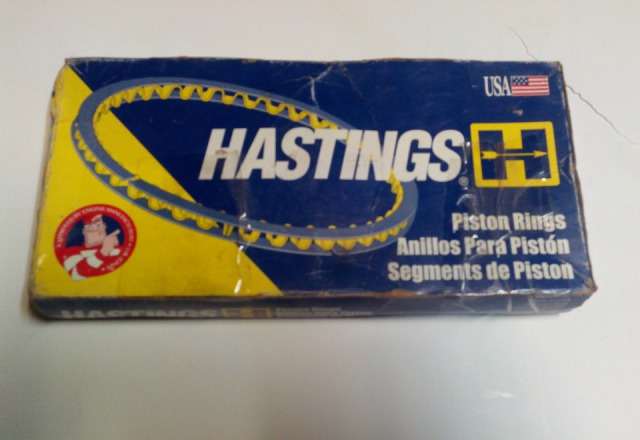 USA
HASTINGS
®
H
Piston Rings
Anillos Para Pistón
Segments de Piston
HASTINGS